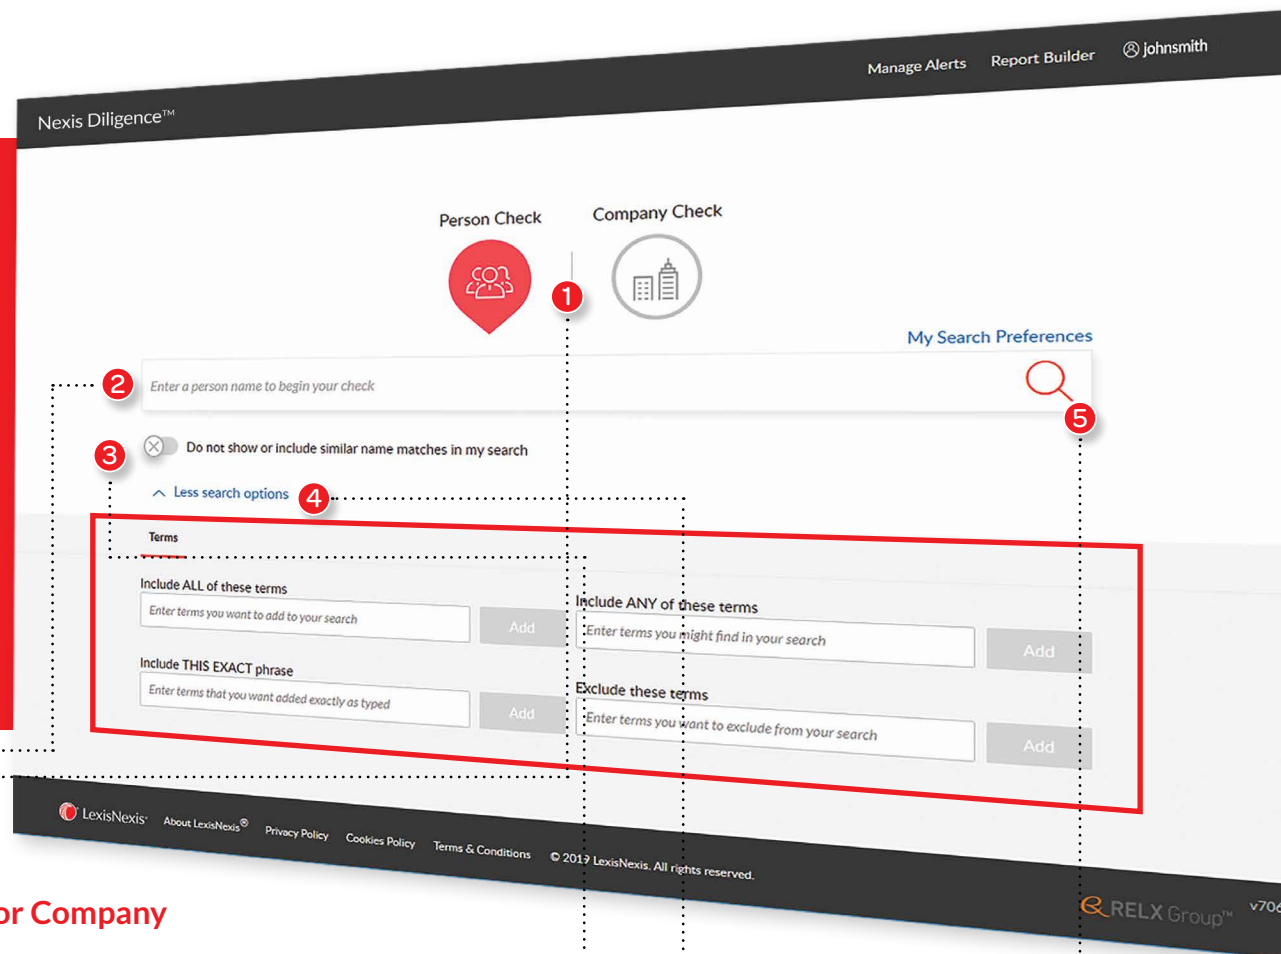 Manage Alerts Report Builder johnsmith
Nexis Diligence™
Person Check Company Check
1
My Search Preferences
2 Enter a person name to begin your check
5
3 Do not show or include similar name matches in my search
Less search options 4
Terms
Include ALL of these terms
Enter terms you want to add to your search Add
Include ANY of these terms
Enter terms you might find in your search Add
Include THIS EXACT phrase
Enter terms that you want added exactly as typed Add
Exclude these terms
Enter terms you want to exclude from your search Add
LexisNexis® About LexisNexis® Privacy Policy Cookies Policy Terms & Conditions © 2019 LexisNexis. All rights reserved.
RELX Group™ v706
or Company